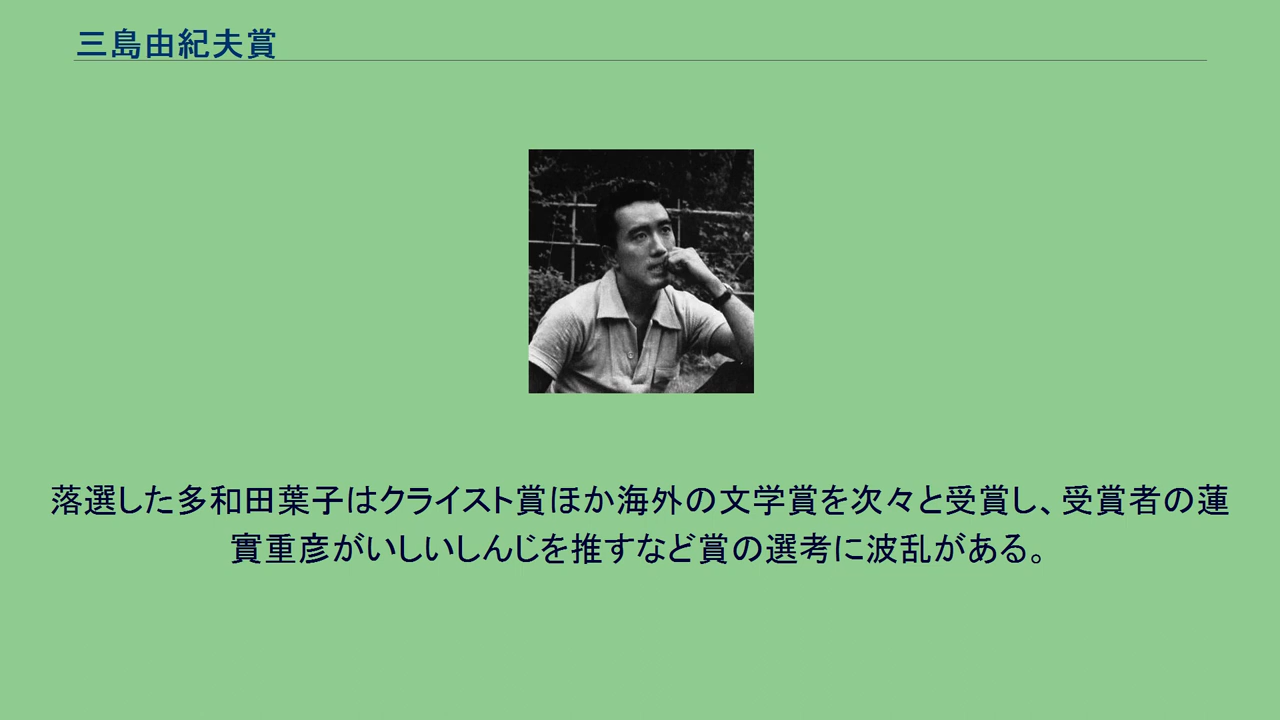 三島由紀夫賞
落選した多和田葉子はクライスト賞ほか海外の文学賞を次々と受賞し、受賞者の蓮
實重彦がいしいしんじを推すなど賞の選考に波乱がある。